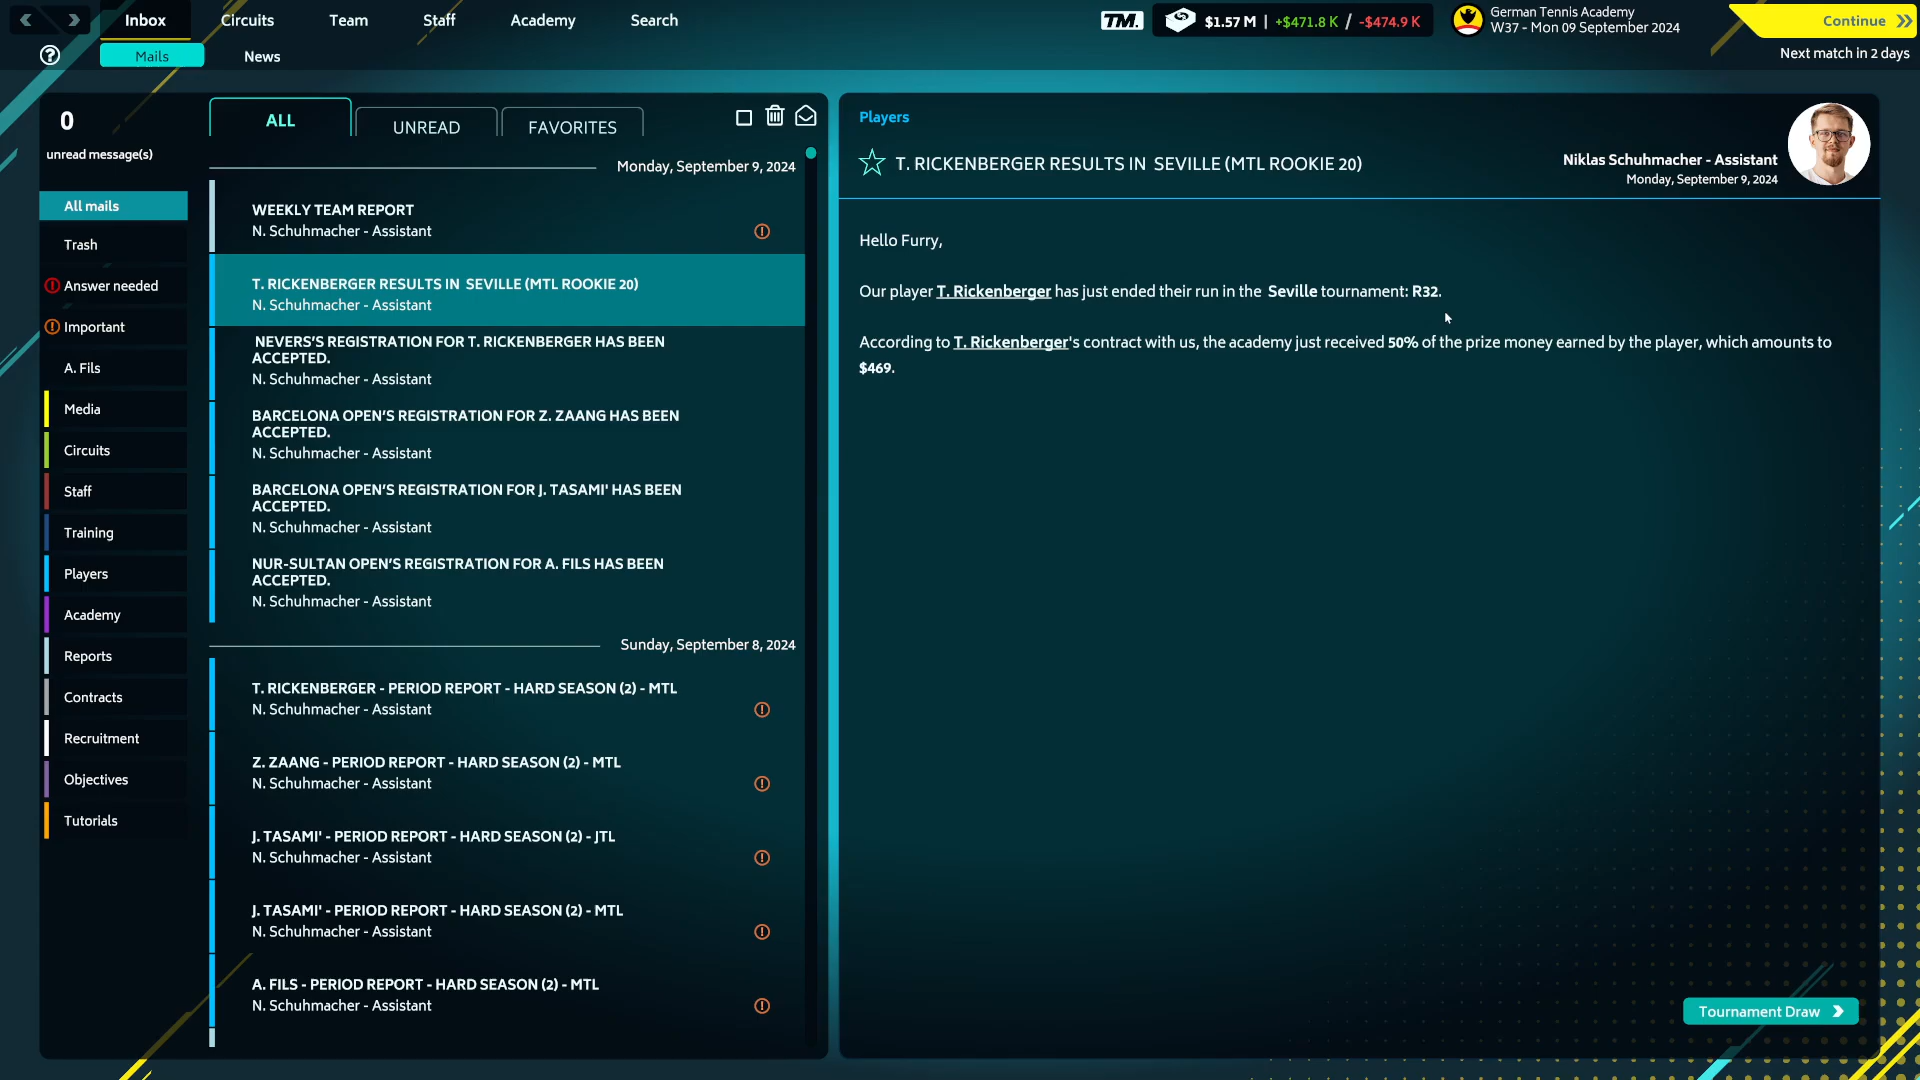 Inbox
Circuits
Team
Staff
Academy
Search
TM.
$1.57 M | +$471.8 K / -$474.9 K
German Tennis Academy
W37 - Mon 09 September 2024
Continue
Next match in 2 days
Mails
News
0
unread message(s)
All mails
Trash
Answer needed
Important
A. Fils
Media
Circuits
Staff
Training
Players
Academy
Reports
Contracts
Recruitment
Objectives
Tutorials
ALL
UNREAD
FAVORITES
Monday, September 9, 2024
WEEKLY TEAM REPORT
N. Schuhmacher - Assistant
T. RICKENBERGER RESULTS IN SEVILLE (MTL ROOKIE 20)
N. Schuhmacher - Assistant
NEVERS'S REGISTRATION FOR T. RICKENBERGER HAS BEEN
ACCEPTED.
N. Schuhmacher - Assistant
BARCELONA OPEN'S REGISTRATION FOR Z. ZAANG HAS BEEN
ACCEPTED.
N. Schuhmacher - Assistant
BARCELONA OPEN'S REGISTRATION FOR J. TASAMI' HAS BEEN
ACCEPTED.
N. Schuhmacher - Assistant
NUR-SULTAN OPEN'S REGISTRATION FOR A. FILS HAS BEEN
ACCEPTED.
N. Schuhmacher - Assistant
Sunday, September 8, 2024
T. RICKENBERGER - PERIOD REPORT - HARD SEASON (2) - MTL
N. Schuhmacher - Assistant
Z. ZAANG - PERIOD REPORT - HARD SEASON (2) - MTL
N. Schuhmacher - Assistant
J. TASAMI' - PERIOD REPORT - HARD SEASON (2) - JTL
N. Schuhmacher - Assistant
J. TASAMI' - PERIOD REPORT - HARD SEASON (2) - MTL
N. Schuhmacher - Assistant
A. FILS - PERIOD REPORT - HARD SEASON (2) - MTL
N. Schuhmacher - Assistant
Players
T. RICKENBERGER RESULTS IN SEVILLE (MTL ROOKIE 20)
Niklas Schuhmacher - Assistant
Monday, September 9, 2024
Hello Furry,
Our player T. Rickenberger has just ended their run in the Seville tournament: R32.
According to T. Rickenberger's contract with us, the academy just received 50% of the prize money earned by the player, which amounts to
$469.
Tournament Draw